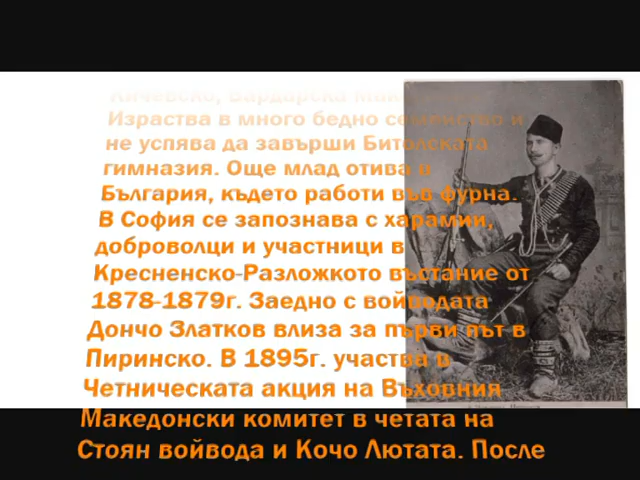 Кичевско, Вардарска
Израства в много бедно семейство и
не успява да завърши Битолската
гимназия. Още млад отива в
България, където работи във фурна.
В София се запознава с харамии,
доброволци и участници в
Кресненско-Разложкото въстание от
1878-1879г. Заедно с войводата
Дончо Златков влиза за първи път в
Пиринско. В 1895г. участва в
Четническата акция на Въховния
Македонски комитет в четата на
Стоян войвода и Кочо Лютата. После